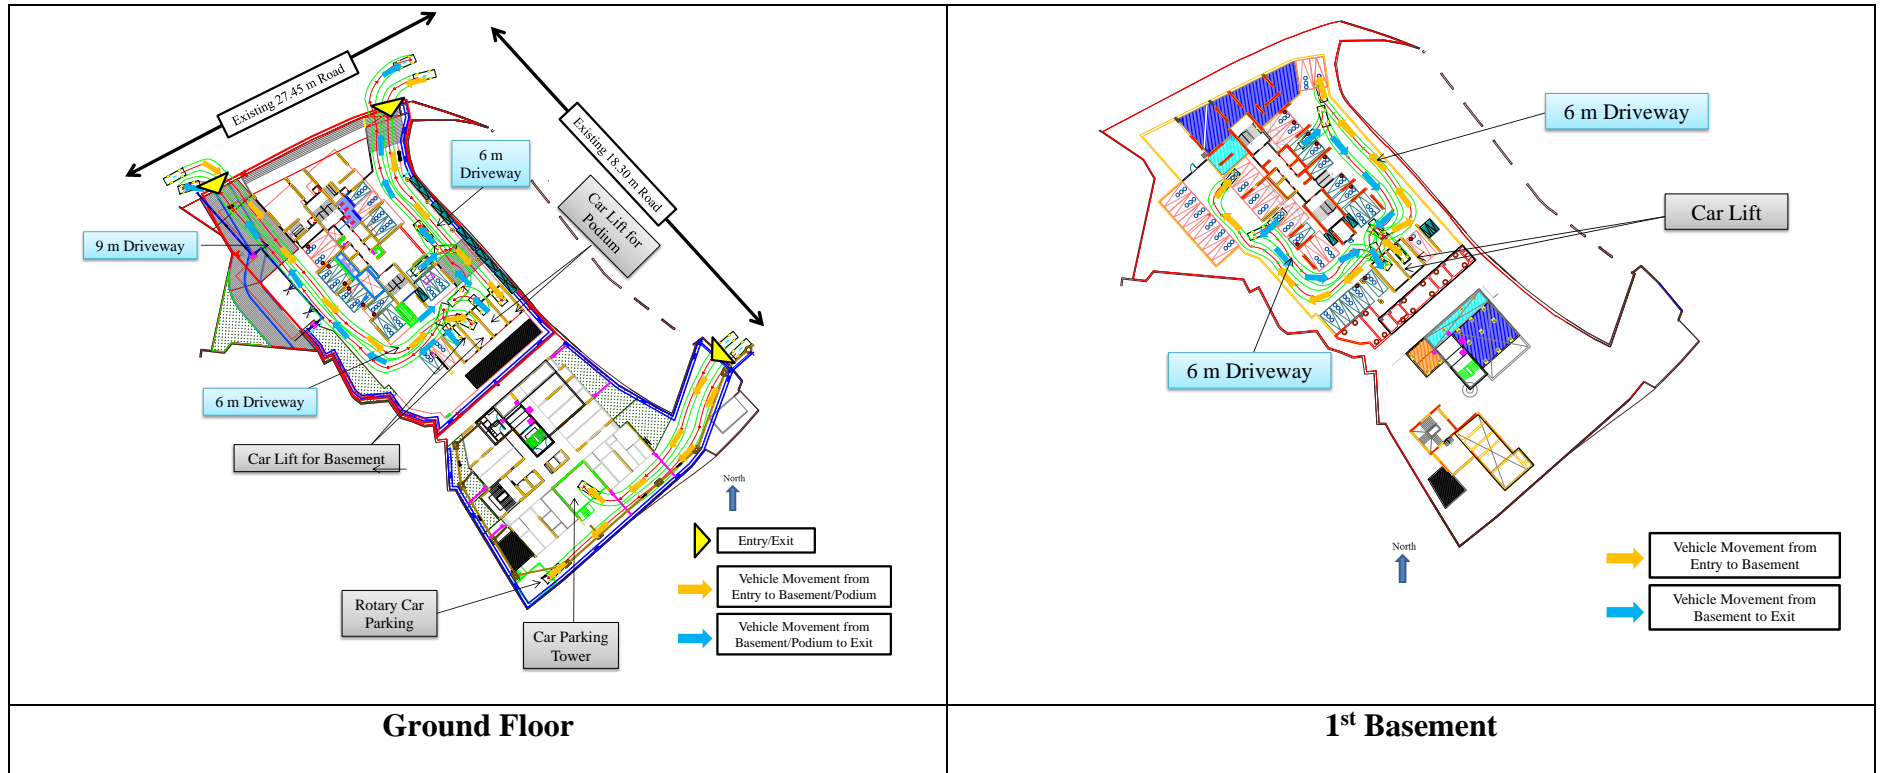 Existing 27.45 m Road
Existing 18.30 m Road
6 m
Driveway
Car Lift for
Podium
9 m Driveway
6 m Driveway
Car Lift for Basement
North
Entry/Exit
Vehicle Movement from
Entry to Basement/Podium
Vehicle Movement from
Basement/Podium to Exit
Rotary Car
Parking
Car Parking
Tower
Ground Floor
6 m Driveway
Car Lift
6 m Driveway
North
Vehicle Movement from
Entry to Basement
Vehicle Movement from
Basement to Exit
1st Basement